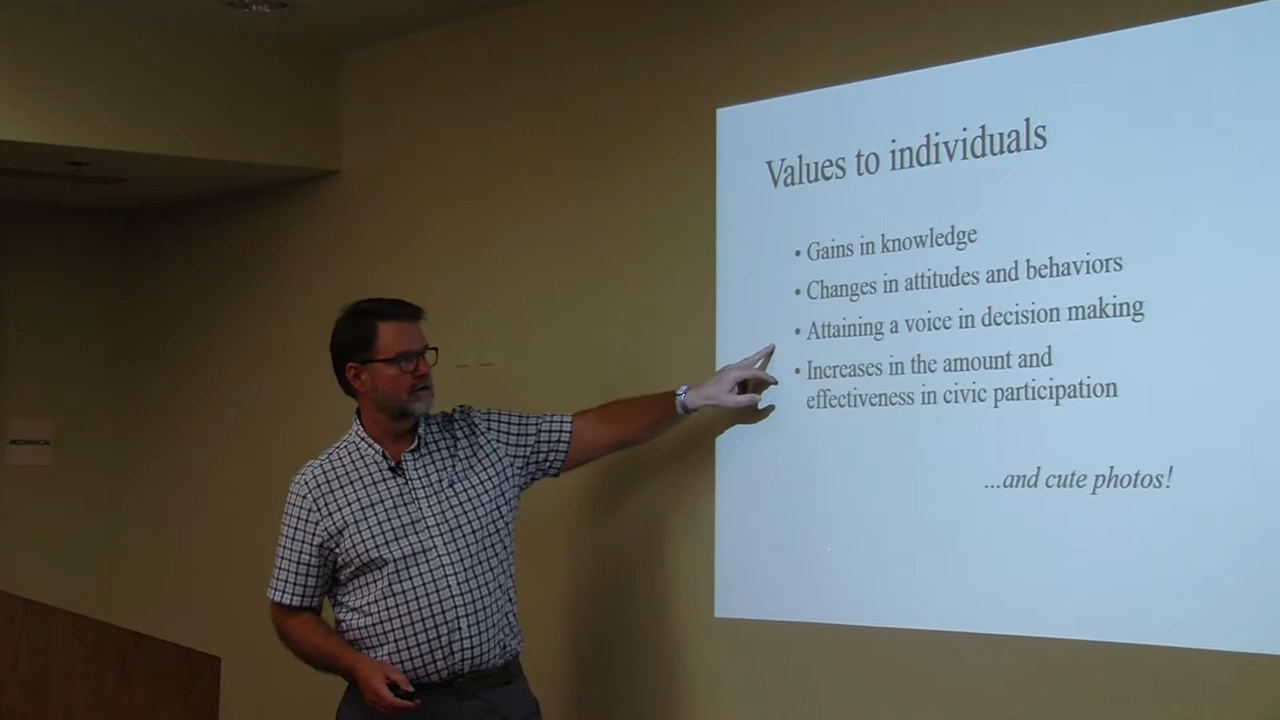 Values to individuals
• Gains in knowledge
• Changes in attitudes and behaviors
• Attaining a voice in decision making
• Increases in the amount and
effectiveness in civic participation
...and cute photos!
MECHANICAL